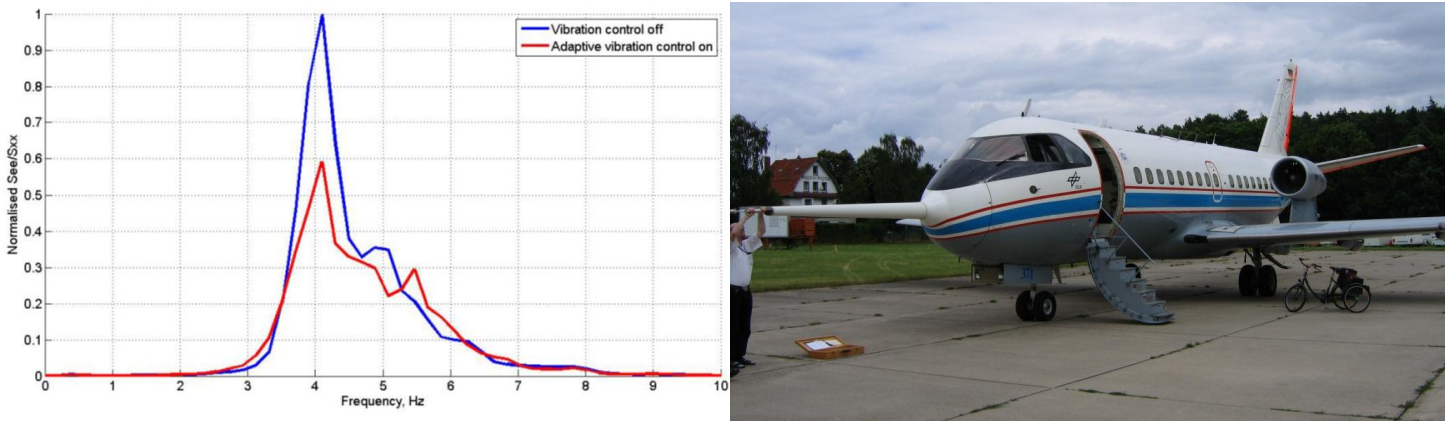 Normalised See/Sxx
1
0.9
0.8
0.7
0.6
0.5
0.4
0.3
0.2
0.1
0
Vibration control off
Adaptive vibration control on
0 1 2 3 4 5 6 7 8 9 10
Frequency, Hz
DLR